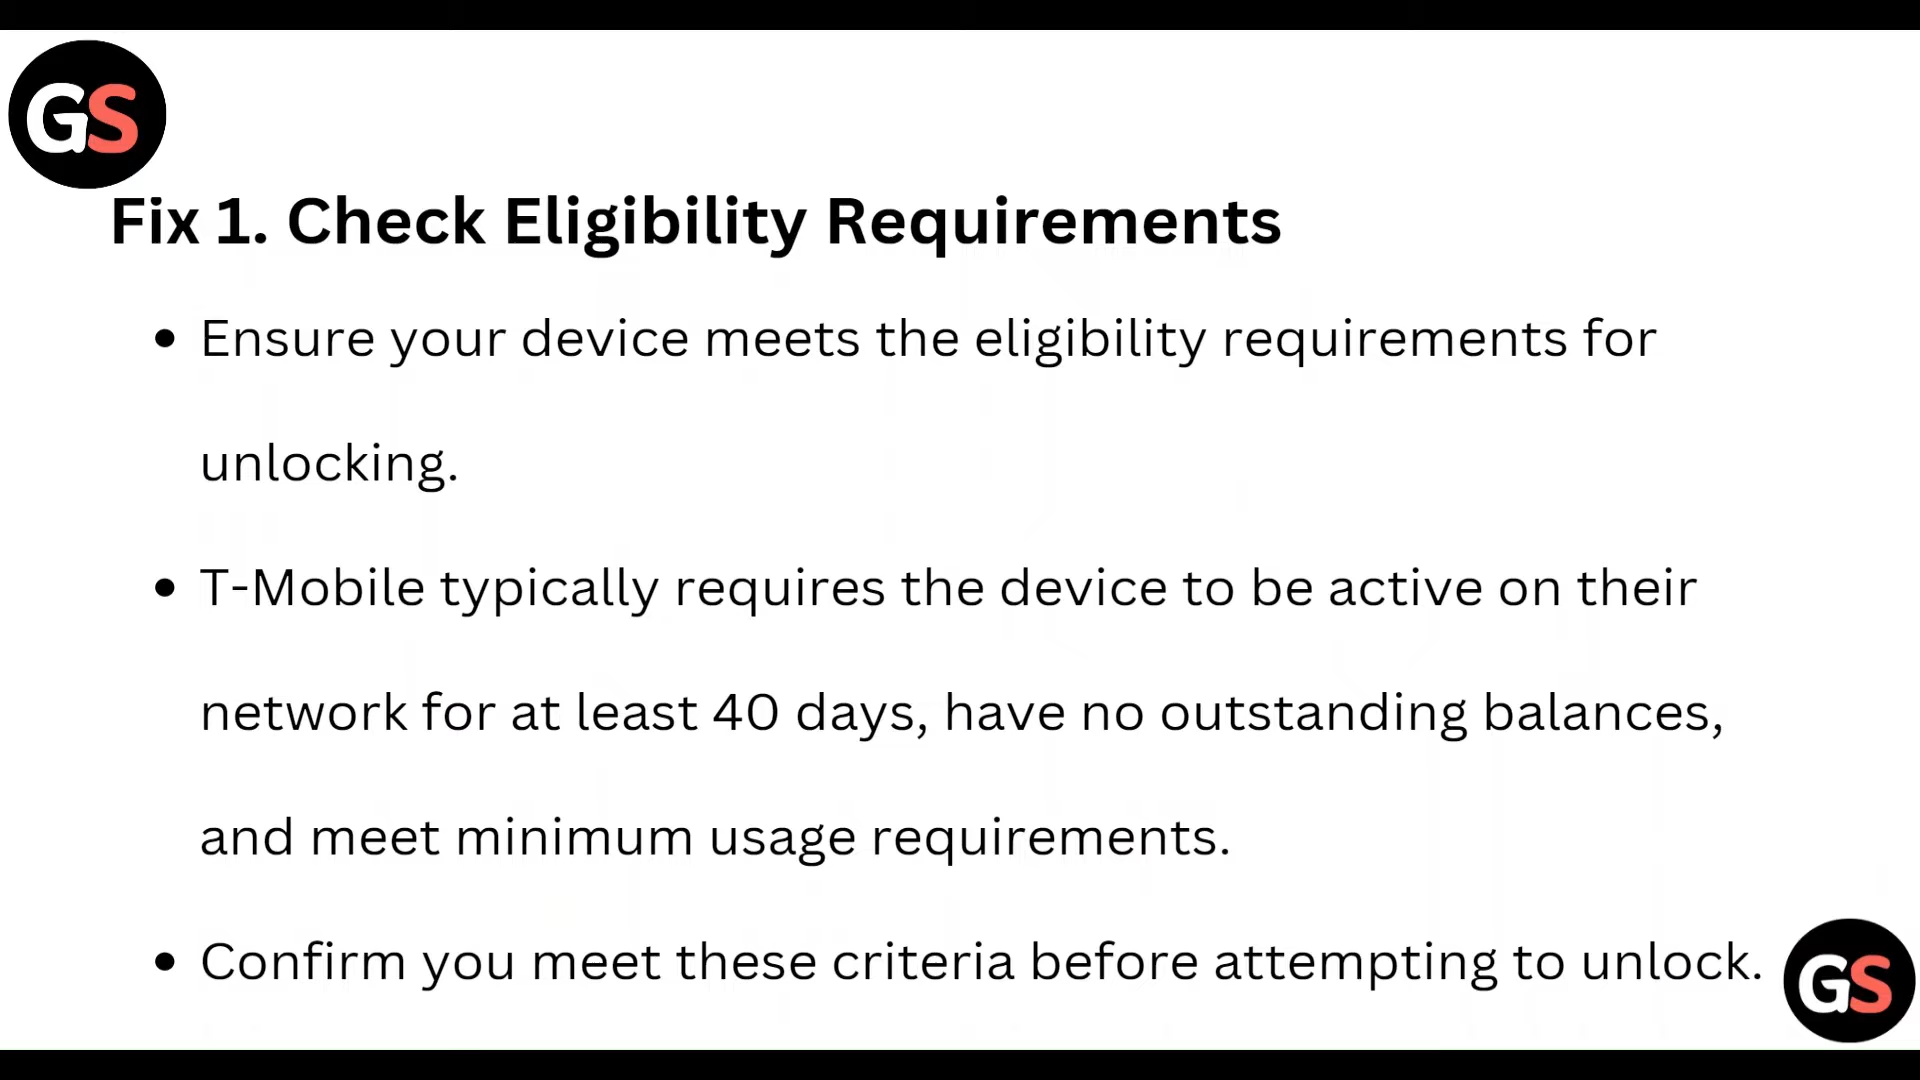 GS
Fix 1. Check Eligibility Requirements
• Ensure your device meets the eligibility requirements for
unlocking.
• T-Mobile typically requires the device to be active on their
network for at least 40 days, have no outstanding balances,
and meet minimum usage requirements.
• Confirm you meet these criteria before attempting to unlock.
GS